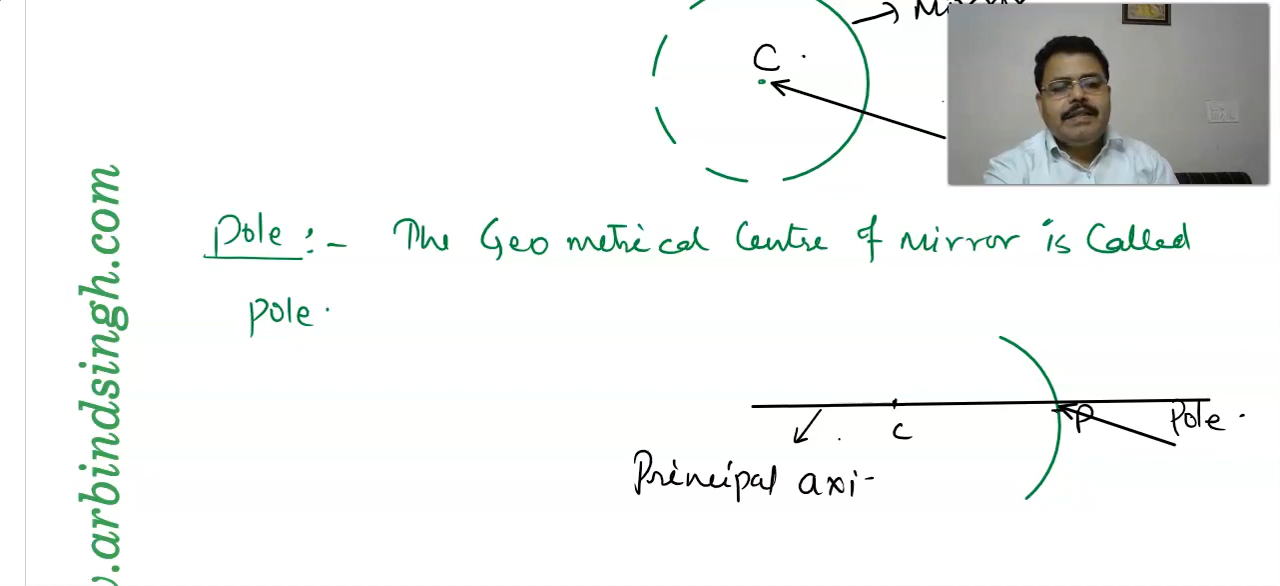 C
Pole :- The Geometrical Centre of Mirror is Called
pole.
P
Pole.
C
Principal axi
.arbindsingh.com